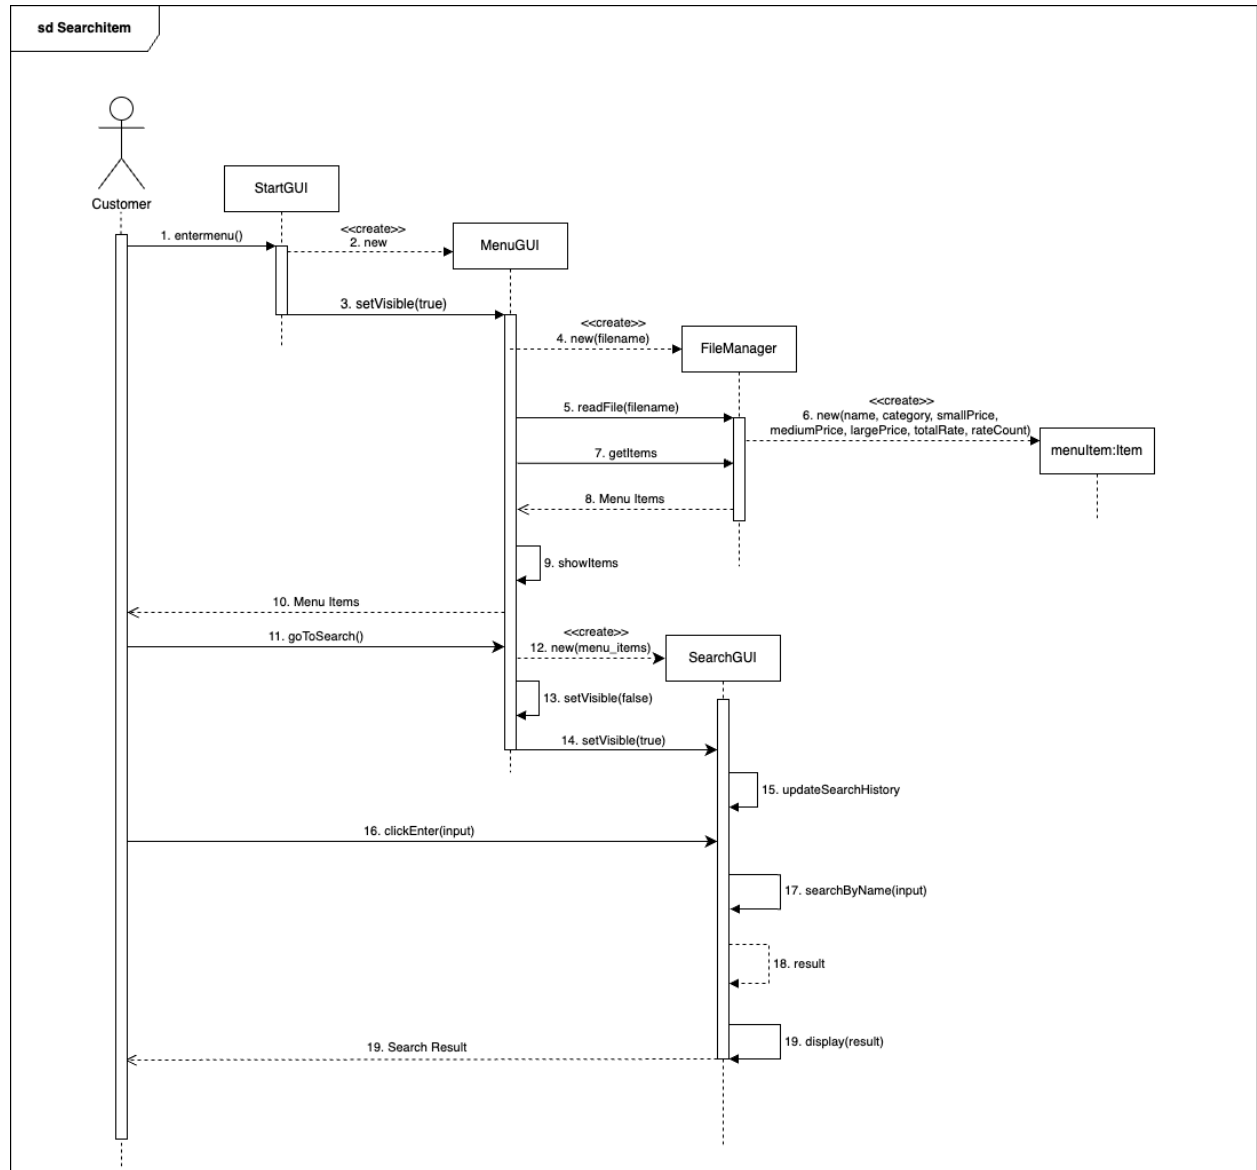 sd SearchItem
Customer
StartGUI
1. entermenu()
<<create>>
2. new
MenuGUI
3. setVisible(true)
<<create>>
4. new(filename)
FileManager
5. readFile(filename)
<<create>>
6. new(name, category, smallPrice,
mediumPrice, largePrice, totalRate, rateCount)
menuItem:Item
7. getItems
8. Menu Items
9. showItems
10. Menu Items
11. goToSearch()
<<create>>
12. new(menu_items)
SearchGUI
13. setVisible(false)
14. setVisible(true)
15. updateSearchHistory
16. clickEnter(input)
17. searchByName(input)
18. result
19. display(result)
19. Search Result